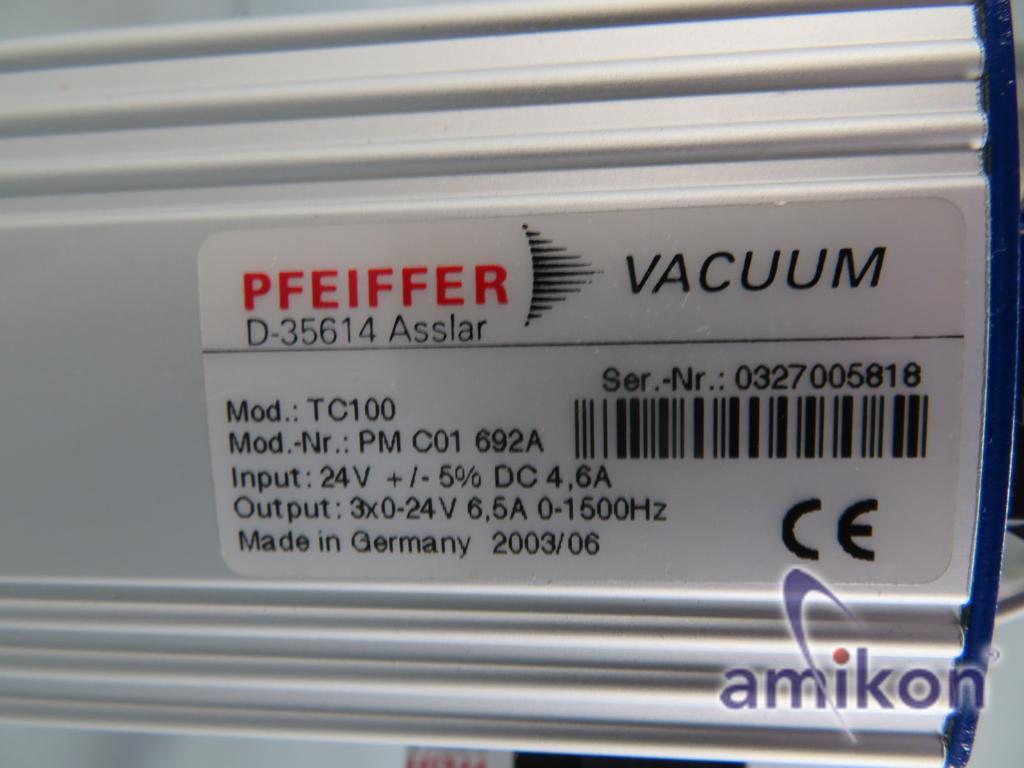 PFEIFFER VACUUM
D-35614 Asslar
Ser.-Nr.: 0327005818
Mod.: TC100
Mod.-Nr.: PM C01 692A
Input: 24V +/- 5% DC 4,6A
Output: 3x0-24V 6,5A 0-1500Hz
Made in Germany 2003/06
CE
amikon